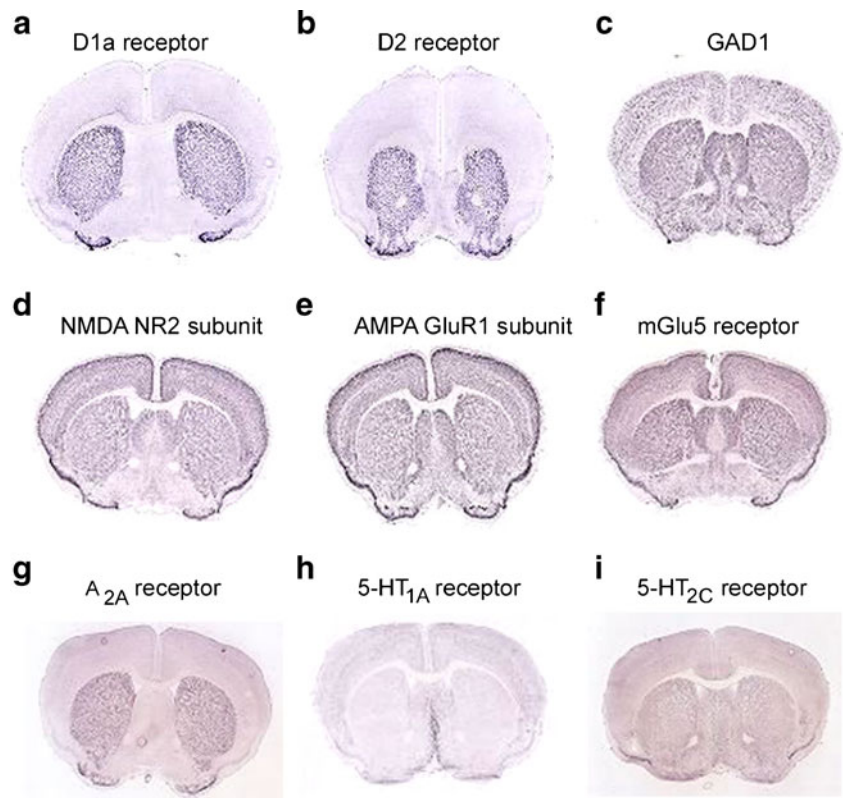 a
D1a receptor
b
D2 receptor
c
GAD1
d
NMDA NR2 subunit
e
AMPA GluR1 subunit
f
mGlu5 receptor
g
A 2A receptor
h
5-HT1A receptor
i
5-HT2C receptor